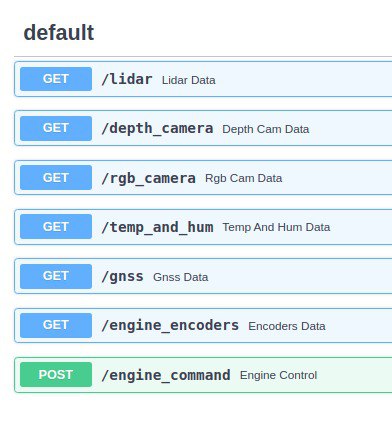 default
GET /lidar Lidar Data
GET /depth_camera Depth Cam Data
GET /rgb_camera Rgb Cam Data
GET /temp_and_hum Temp And Hum Data
GET /gnss Gnss Data
GET /engine_encoders Encoders Data
POST /engine_command Engine Control